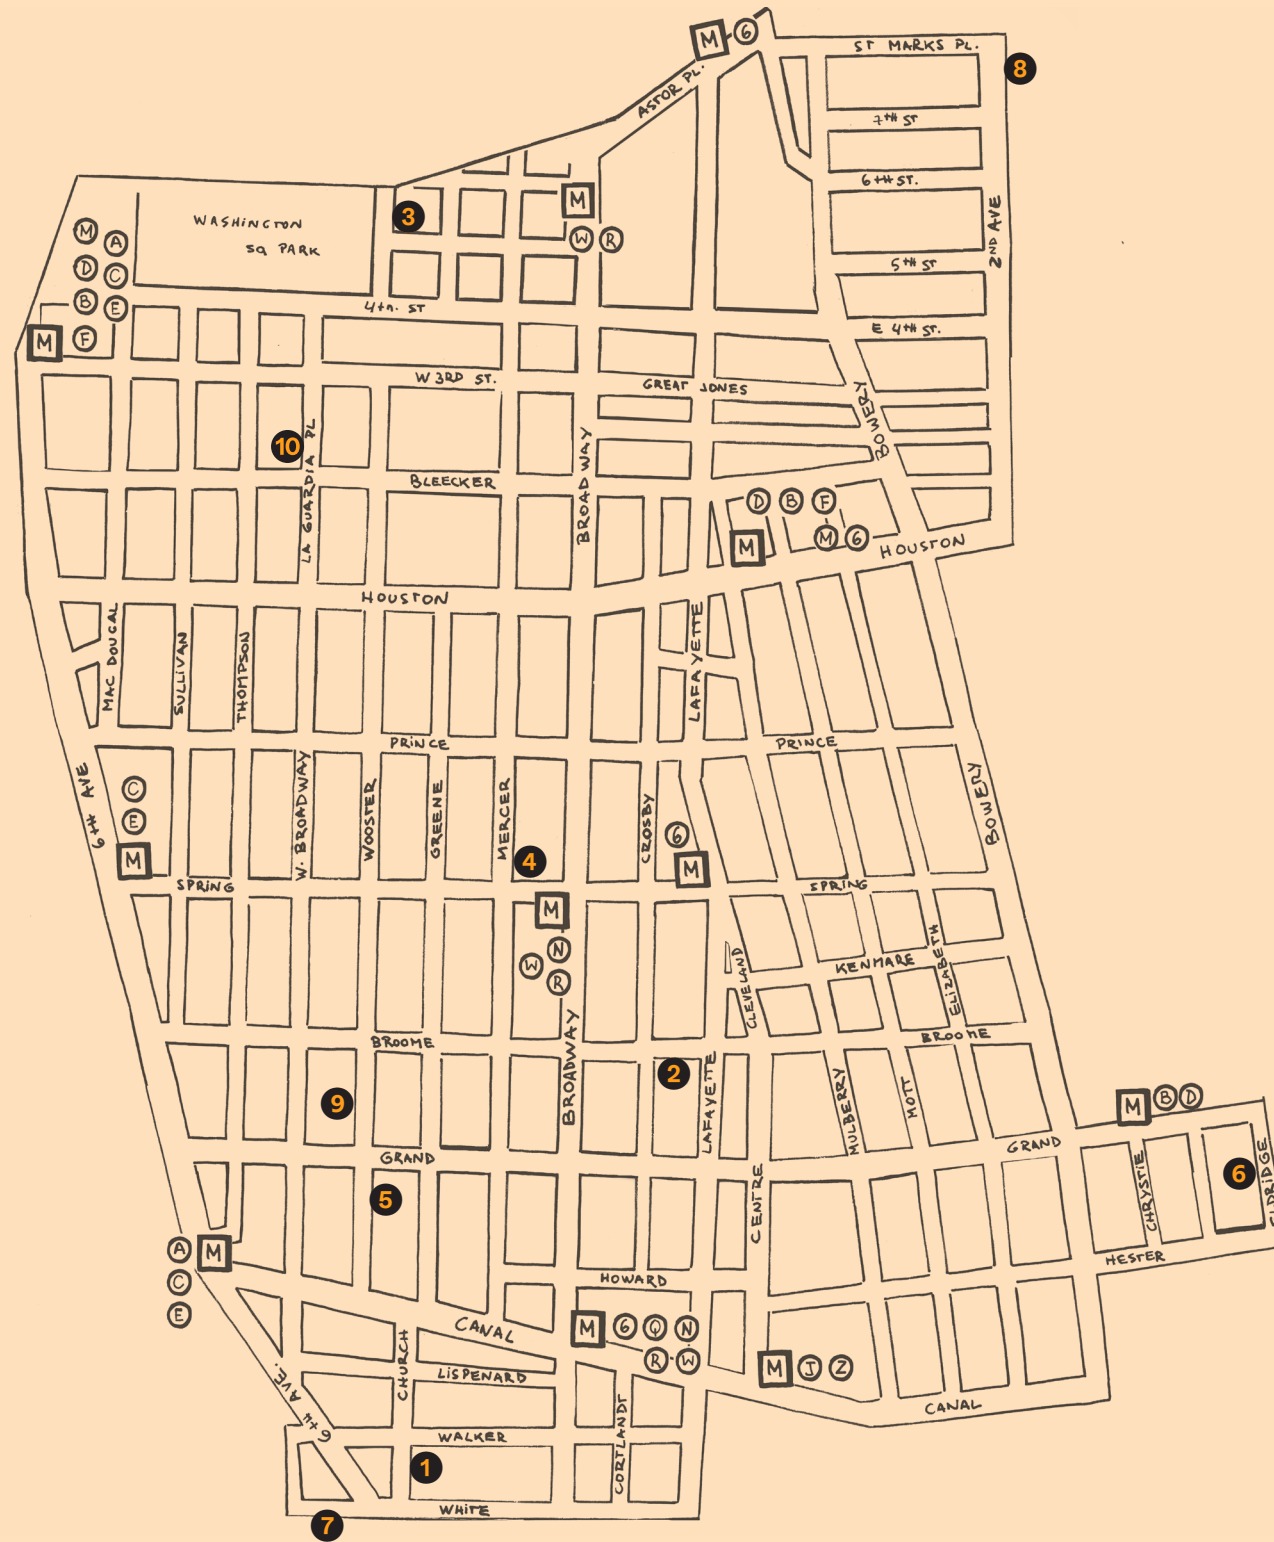 M 6
ST MARKS PL.
8
ASTOR PL.
7TH ST
6TH ST.
M
3
WASHINGTON
SQ PARK
2ND AVE
M
A
W R
D
C
5TH ST
B
E
4TH. ST
E 4TH ST.
M
F
W 3RD ST.
GREAT JONES
BOWERY
10
LA GUARDIA PL
BROADWAY
BLEECKER
D B F
M
M 6
HOUSTON
HOUSTON
MAC DOUGAL
SULLIVAN
THOMPSON
LAFAYETTE
PRINCE
PRINCE
6TH AVE
C
E
M
W. BROADWAY
WOOSTER
GREENE
MERCER
CROSBY
BOWERY
6
M
4
SPRING
SPRING
M
N
W
R
CLEVELAND
KENMARE
ELIZABETH
BROOME
BROOME
BROADWAY
2
LAFAYETTE
MULBERRY
MOTT
9
M B D
GRAND
GRAND
5
CENTRE
CHRYSTIE
6
ELDRIDGE
A
M
C
E
HESTER
HOWARD
CANAL
M 6 Q N
R W
M J Z
CHURCH
LISPENARD
6TH AVE.
CORTLANDT
CANAL
WALKER
1
WHITE
7